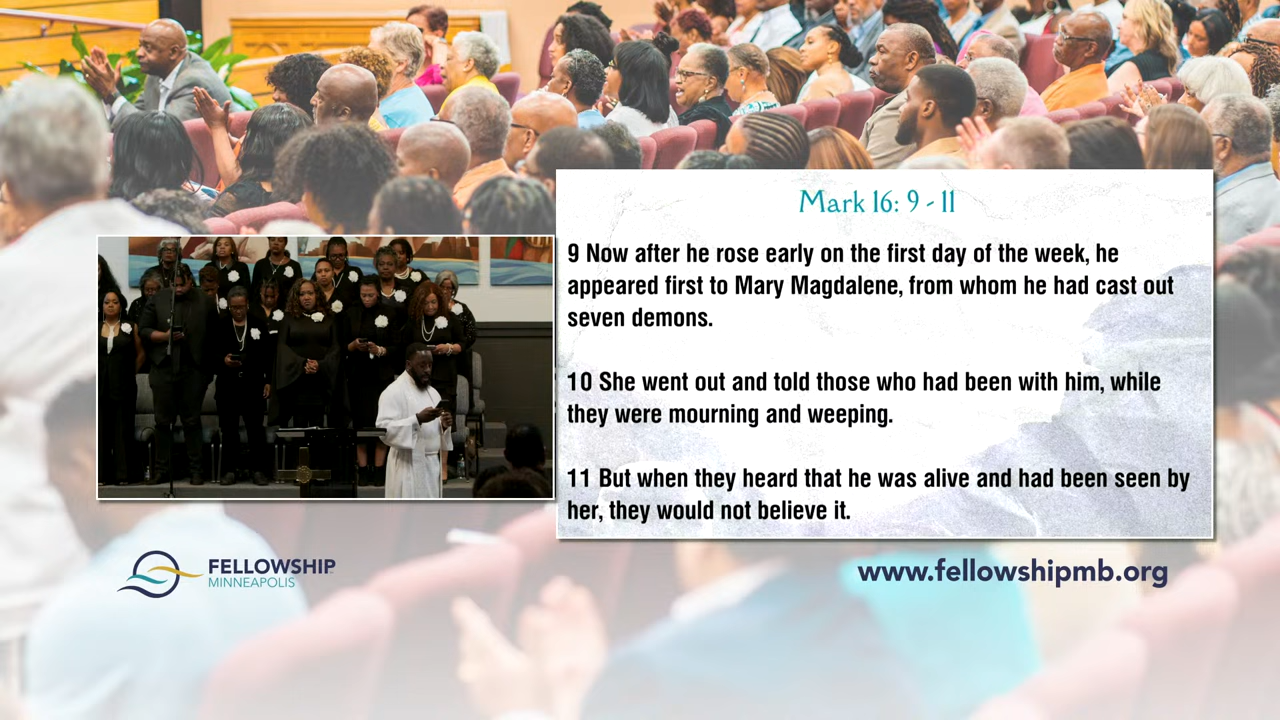 Mark 16: 9 - 11
9 Now after he rose early on the first day of the week, he
appeared first to Mary Magdalene, from whom he had cast out
seven demons.
10 She went out and told those who had been with him, while
they were mourning and weeping.
11 But when they heard that he was alive and had been seen by
her, they would not believe it.
FELLOWSHIP
MINNEAPOLIS
www.fellowshipmb.org